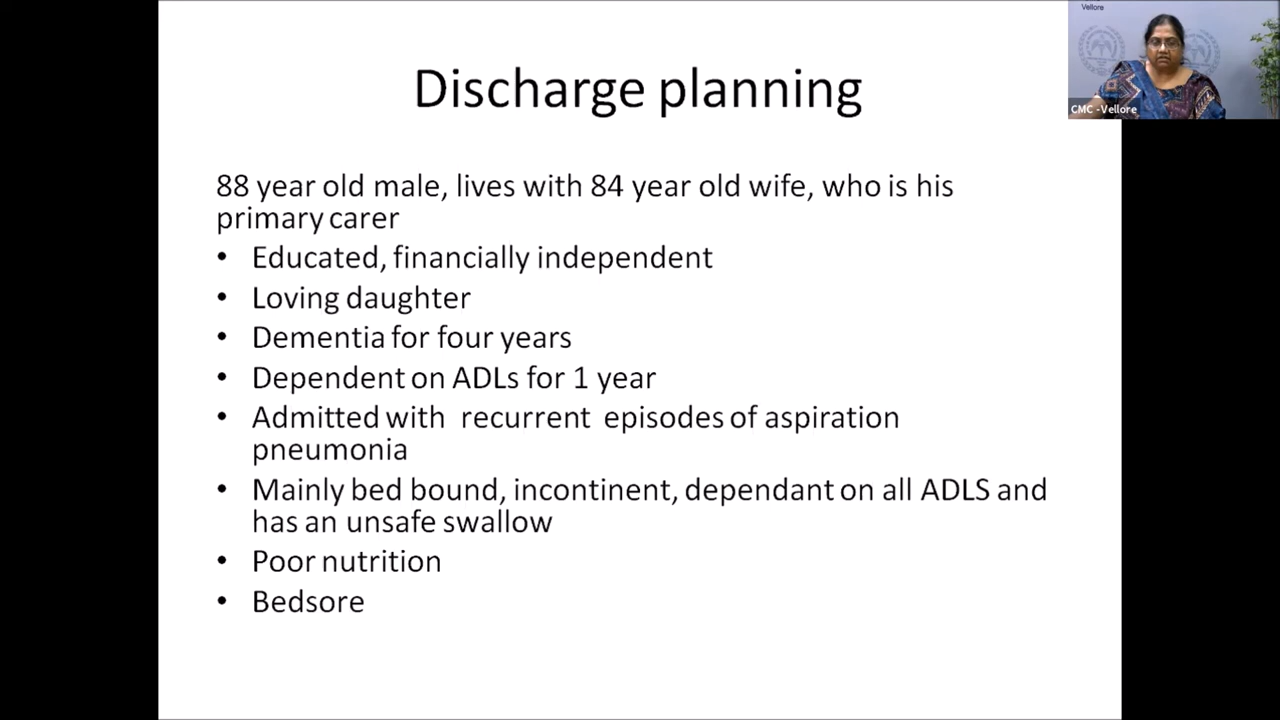 Discharge planning
88 year old male, lives with 84 year old wife, who is his
primary carer
• Educated, financially independent
• Loving daughter
• Dementia for four years
• Dependent on ADLs for 1 year
• Admitted with recurrent episodes of aspiration
pneumonia
• Mainly bed bound, incontinent, dependant on all ADLS and
has an unsafe swallow
• Poor nutrition
• Bedsore
Vellore
CMC -Vellore